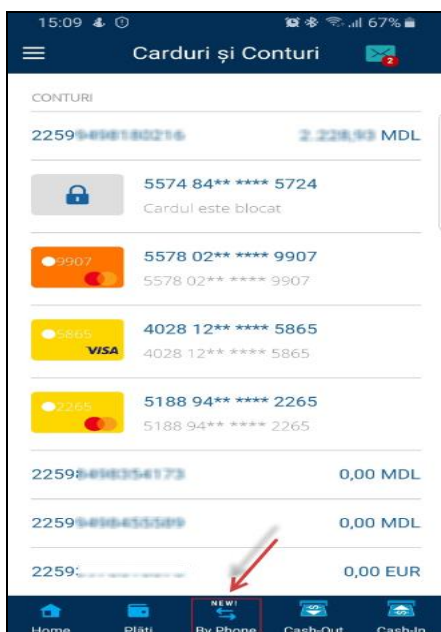 15:09 67%
Carduri și Conturi
2
CONTURI
2259 MDL
5574 84** **** 5724
Cardul este blocat
9907
5578 02** **** 9907
5578 02** **** 9907
5865
VISA
4028 12** **** 5865
4028 12** **** 5865
2265
5188 94** **** 2265
5188 94** **** 2265
2259 0,00 MDL
2259 0,00 MDL
2259 0,00 EUR
NEW!
Home Plăți By Phone Cash-Out Cash-In